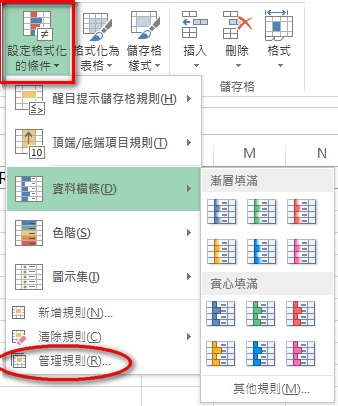 設定格式化
的條件
格式化為
表格
儲存格
樣式
插入
刪除
格式
儲存格
醒目提示儲存格規則(H)
頂端/底端項目規則(T)
10
資料橫條(D)
色階(S)
圖示集(I)
新增規則(N)...
清除規則(C)
管理規則(R)...
M
N
漸層填滿
實心填滿
其他規則(M)...